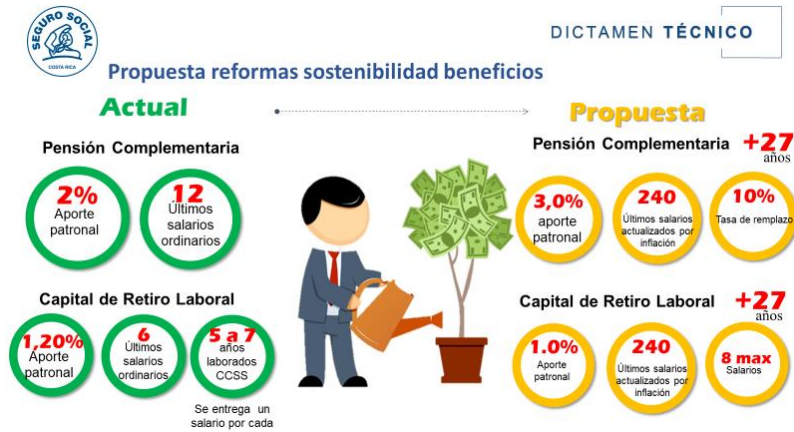 SEGURO SOCIAL
COSTA RICA
DICTAMEN TÉCNICO
Propuesta reformas sostenibilidad beneficios
Actual
Pensión Complementaria
2%
Aporte
patronal
12
Últimos
salarios
ordinarios
Capital de Retiro Laboral
1,20%
Aporte
patronal
6
Últimos
salarios
ordinarios
5 a 7
años
laborados
CCSS
Se entrega un
salario por cada
Propuesta
Pensión Complementaria
+27
años
3,0%
aporte
patronal
240
Últimos salarios
actualizados por
inflación
10%
Tasa de remplazo
Capital de Retiro Laboral
+27
años
1.0%
Aporte
patronal
240
Últimos salarios
actualizados por
inflación
8 max
Salarios